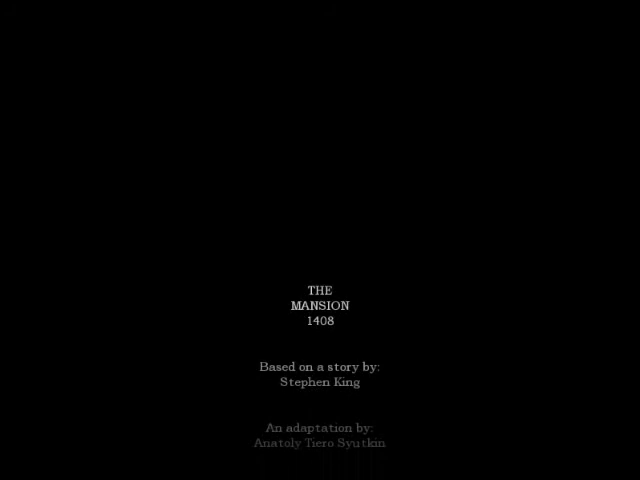 THE
MANSION
1408
Based on a story by:
Stephen King
An adaptation by:
Anatoly Tiero Syutkin